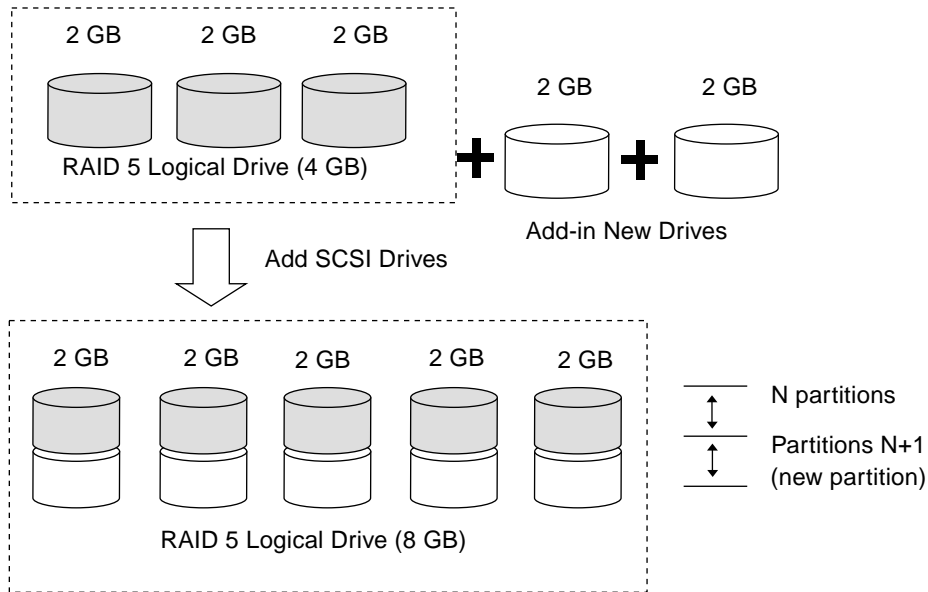 2 GB 2 GB 2 GB
2 GB 2 GB
RAID 5 Logical Drive (4 GB)
Add-in New Drives
Add SCSI Drives
2 GB 2 GB 2 GB 2 GB 2 GB
N partitions
Partitions N+1
(new partition)
RAID 5 Logical Drive (8 GB)